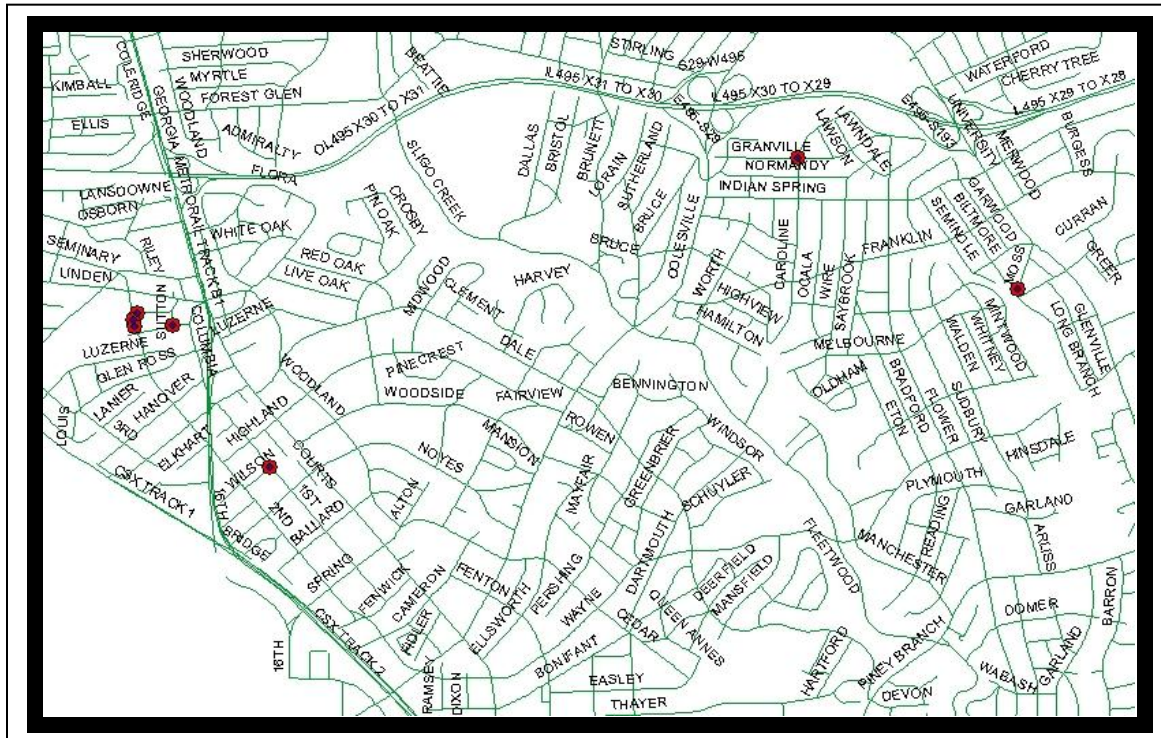 SHERWOOD
MYRTLE
FOREST GLEN
KIMBALL
COLERIDGE
GEORGIA
WOODLAND
ELLIS
ADMIRALTY
OL495 X30 TO X31
BEATTIE
STIRLING
IL495 X31 TO X30
IL495 X30 TO X29
WATERFORD
CHERRY TREE
IL495 X29 TO X28
UNIVERSITY
MERWOOD
BURGESS
LANSDOWNE
OSBORN
FLORA
METRORAIL TRACK B1
SLIGO CREEK
DALLAS
BRISTOL
BRUNETT
LORAIN
SUTHERLAND
BRUCE
BRUCE
COLESVILLE
GRANVILLE
NORMANDY
INDIAN SPRING
LAWSON
LAWNDALE
SEMINARY
LINDEN
RILEY
WHITE OAK
PIN OAK
CROSBY
RED OAK
LIVE OAK
HARVEY
WORTH
HIGHVIEW
HAMILTON
CAROLINE
OCALA
WIRE
SAYBROOK
FRANKLIN
SEMINOLE
BILTMORE
GARWOOD
MOSS
CURRAN
GREER
SUTTON
LUZERNE
LUZERNE
GLEN ROSS
COLUMBIA
MIDWOOD
CLEMENT
DALE
MELBOURNE
WALDEN
WHITNEY
MINTWOOD
LONG BRANCH
GLENVILLE
LOUIS
LANIER
3RD
HANOVER
ELKHART
HIGHLAND
WOODLAND
PINECREST
WOODSIDE
FAIRVIEW
BENNINGTON
OLDHAM
BRADFORD
ETON
FLOWER
SUDBURY
CSX TRACK 1
WILSON
COURTS
NOYES
MANSION
ROWEN
WINDSOR
GREENBRIER
MAYFAIR
SCHUYLER
HINSDALE
PLYMOUTH
GARLAND
16TH
BRIDGE
2ND
1ST
BALLARD
ALTON
READING
ARLISS
SPRING
FENWICK
CAMERON
FENTON
ELLSWORTH
PERSHING
WAYNE
DARTMOUTH
DEERFIELD
MANSFIELD
FLEETWOOD
MANCHESTER
CSX TRACK 2
FIDLER
BONIFANT
CEDAR
QUEEN ANNES
DOMER
BARRON
16TH
RAMSEY
DIXON
EASLEY
THAYER
HARTFORD
PINEY BRANCH
DEVON
WABASH
GARLAND